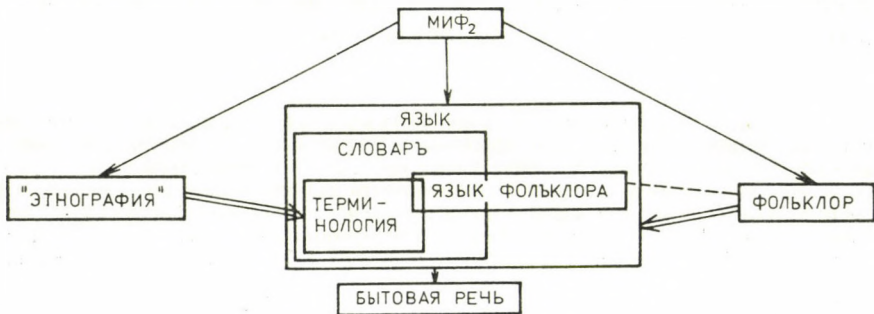 МИФ₂
ЯЗЫК
СЛОВАРЪ
"ЭТНОГРАФИЯ"
ТЕРМИ-
НОЛОГИЯ
ЯЗЫК ФОЛЪКЛОРА
ФОЛЬКЛОР
БЫТОВАЯ РЕЧЬ